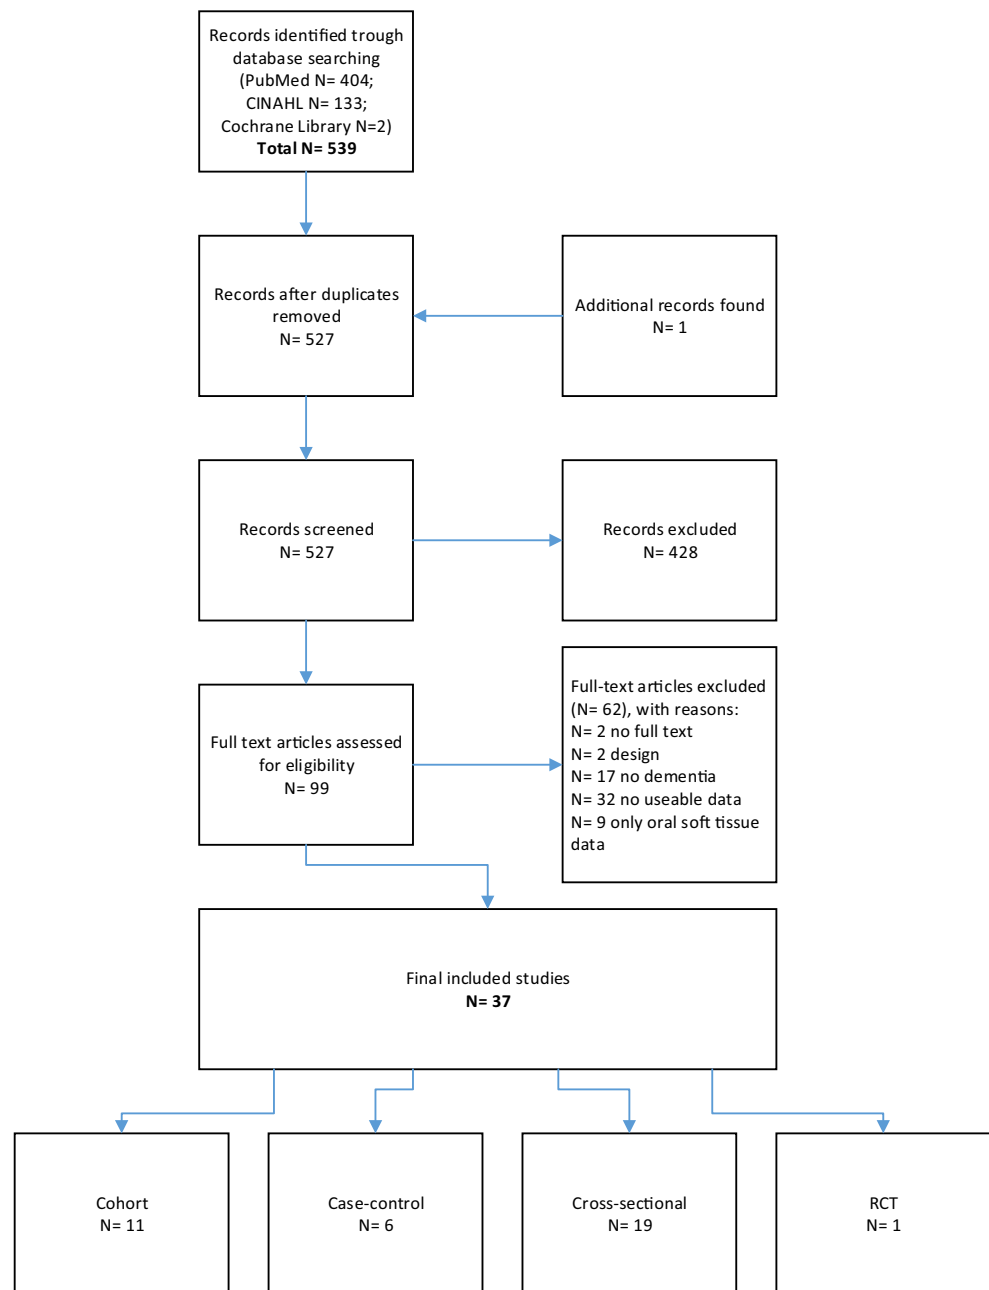 Records identified trough
database searching
(PubMed N= 404;
CINAHL N= 133;
Cochrane Library N=2)
Total N= 539
Records after duplicates
removed
N= 527
Additional records found
N= 1
Records screened
N= 527
Records excluded
N= 428
Full text articles assessed
for eligibility
N= 99
Full-text articles excluded
(N= 62), with reasons:
N= 2 no full text
N= 2 design
N= 17 no dementia
N= 32 no useable data
N= 9 only oral soft tissue
data
Final included studies
N= 37
Cohort
N= 11
Case-control
N= 6
Cross-sectional
N= 19
RCT
N= 1